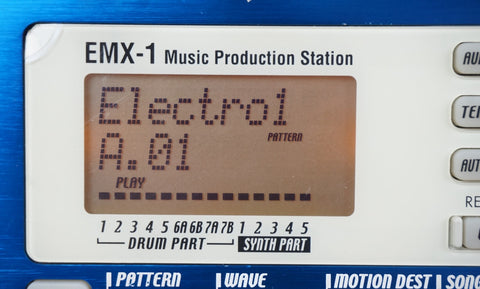 EMX-1 Music Production Station
Electro1
A.01
PATTERN
PLAY
1 2 3 4 5 6A 6B 7A 7B 1 2 3 4 5
DRUM PART SYNTH PART
PATTERN WAVE MOTION DEST